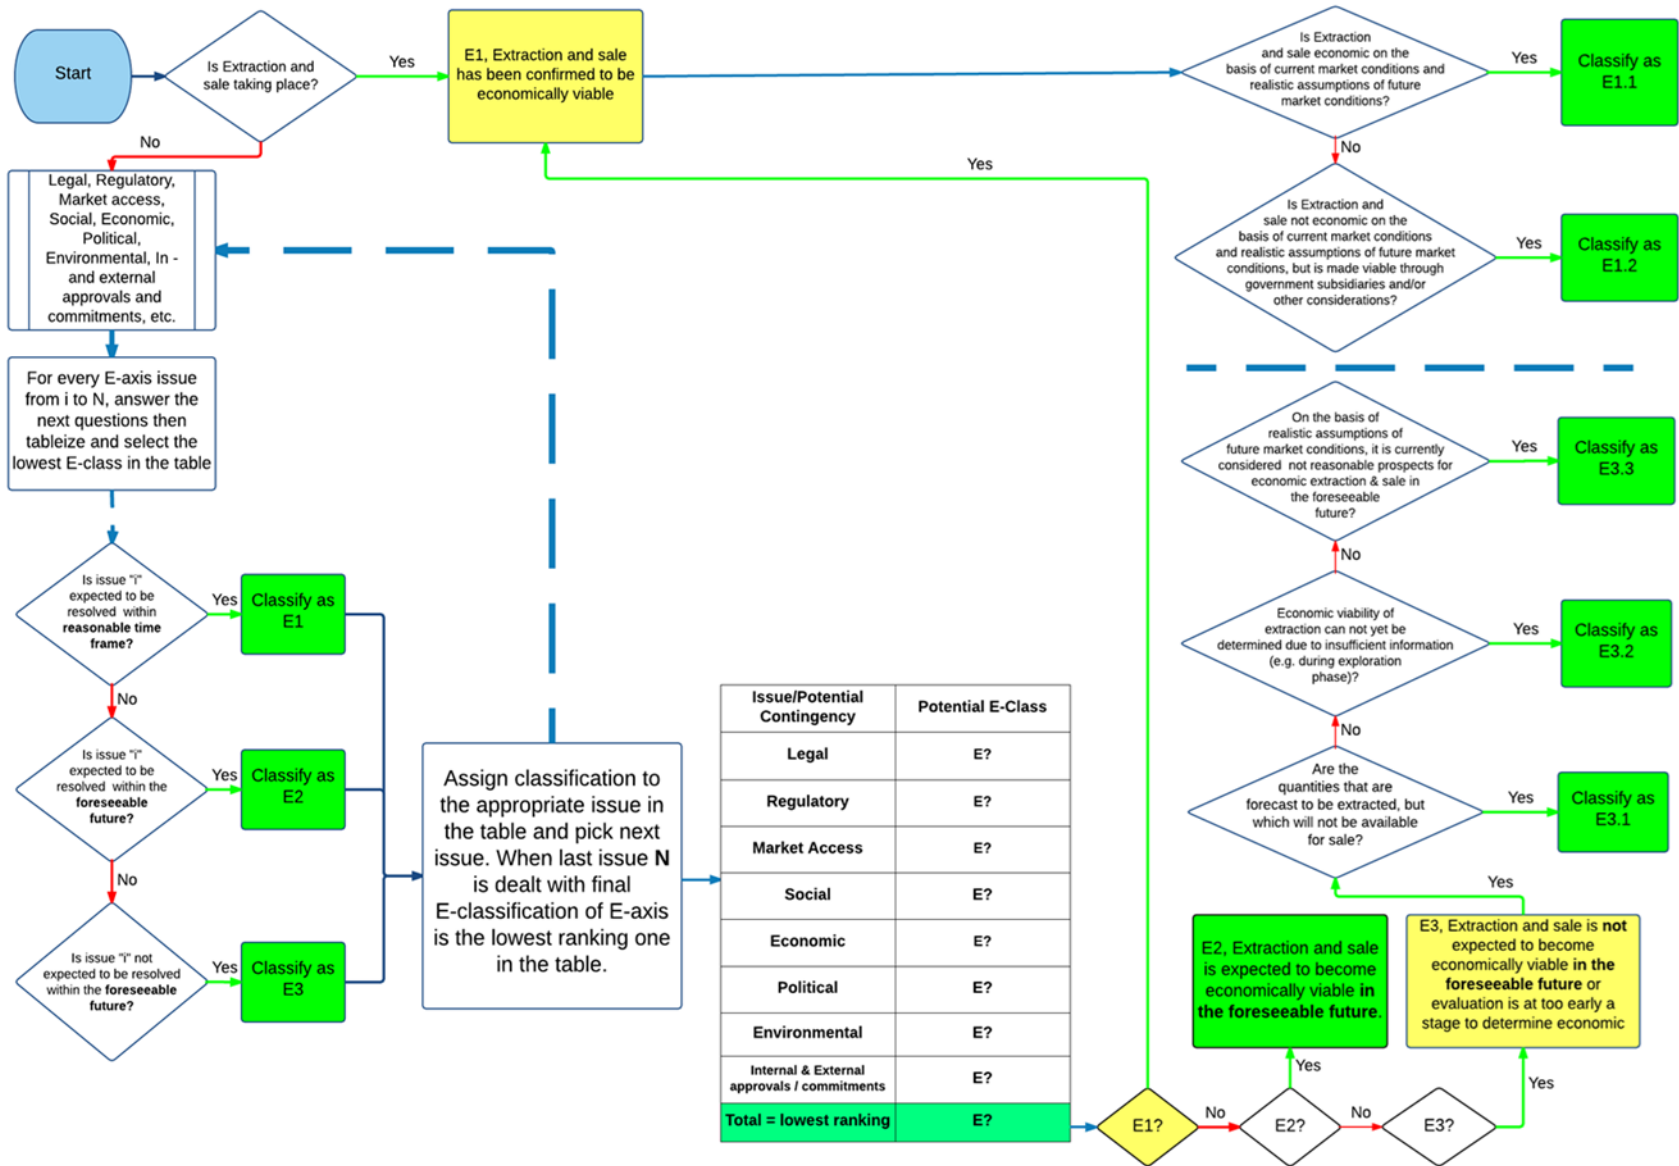 Start
Is Extraction and
sale taking place?
Yes
No
E1, Extraction and sale
has been confirmed to be
economically viable
Is Extraction
and sale economic on the
basis of current market conditions and
realistic assumptions of future
market conditions?
Yes
Classify as
E1.1
No
Is Extraction and
sale not economic on the
basis of current market conditions
and realistic assumptions of future market
conditions, but is made viable through
government subsidiaries and/or
other considerations?
Yes
Classify as
E1.2
Yes
Legal, Regulatory,
Market access,
Social, Economic,
Political,
Environmental, In -
and external
approvals and
commitments, etc.
For every E-axis issue
from i to N, answer the
next questions then
tableize and select the
lowest E-class in the table
Is issue "i"
expected to be
resolved within
reasonable time
frame?
Yes
Classify as
E1
No
Is issue "i"
expected to be
resolved within the
foreseeable
future?
Yes
Classify as
E2
No
Is issue "i" not
expected to be resolved
within the foreseeable
future?
Yes
Classify as
E3
Assign classification to
the appropriate issue in
the table and pick next
issue. When last issue N
is dealt with final
E-classification of E-axis
is the lowest ranking one
in the table.
Issue/Potential
Contingency
Potential E-Class
Legal E?
Regulatory E?
Market Access E?
Social E?
Economic E?
Political E?
Environmental E?
Internal & External
approvals / commitments
E?
Total = lowest ranking E?
E1?
No
E2?
No
E3?
Yes
Yes
E2, Extraction and sale
is expected to become
economically viable in
the foreseeable future.
E3, Extraction and sale is not
expected to become
economically viable in the
foreseeable future or
evaluation is at too early a
stage to determine economic
Yes
Are the
quantities that are
forecast to be extracted, but
which will not be available
for sale?
Yes
Classify as
E3.1
No
Economic viability of
extraction can not yet be
determined due to insufficient information
(e.g. during exploration
phase)?
Yes
Classify as
E3.2
No
On the basis of
realistic assumptions of
future market conditions, it is currently
considered not reasonable prospects for
economic extraction & sale in
the foreseeable
future?
Yes
Classify as
E3.3